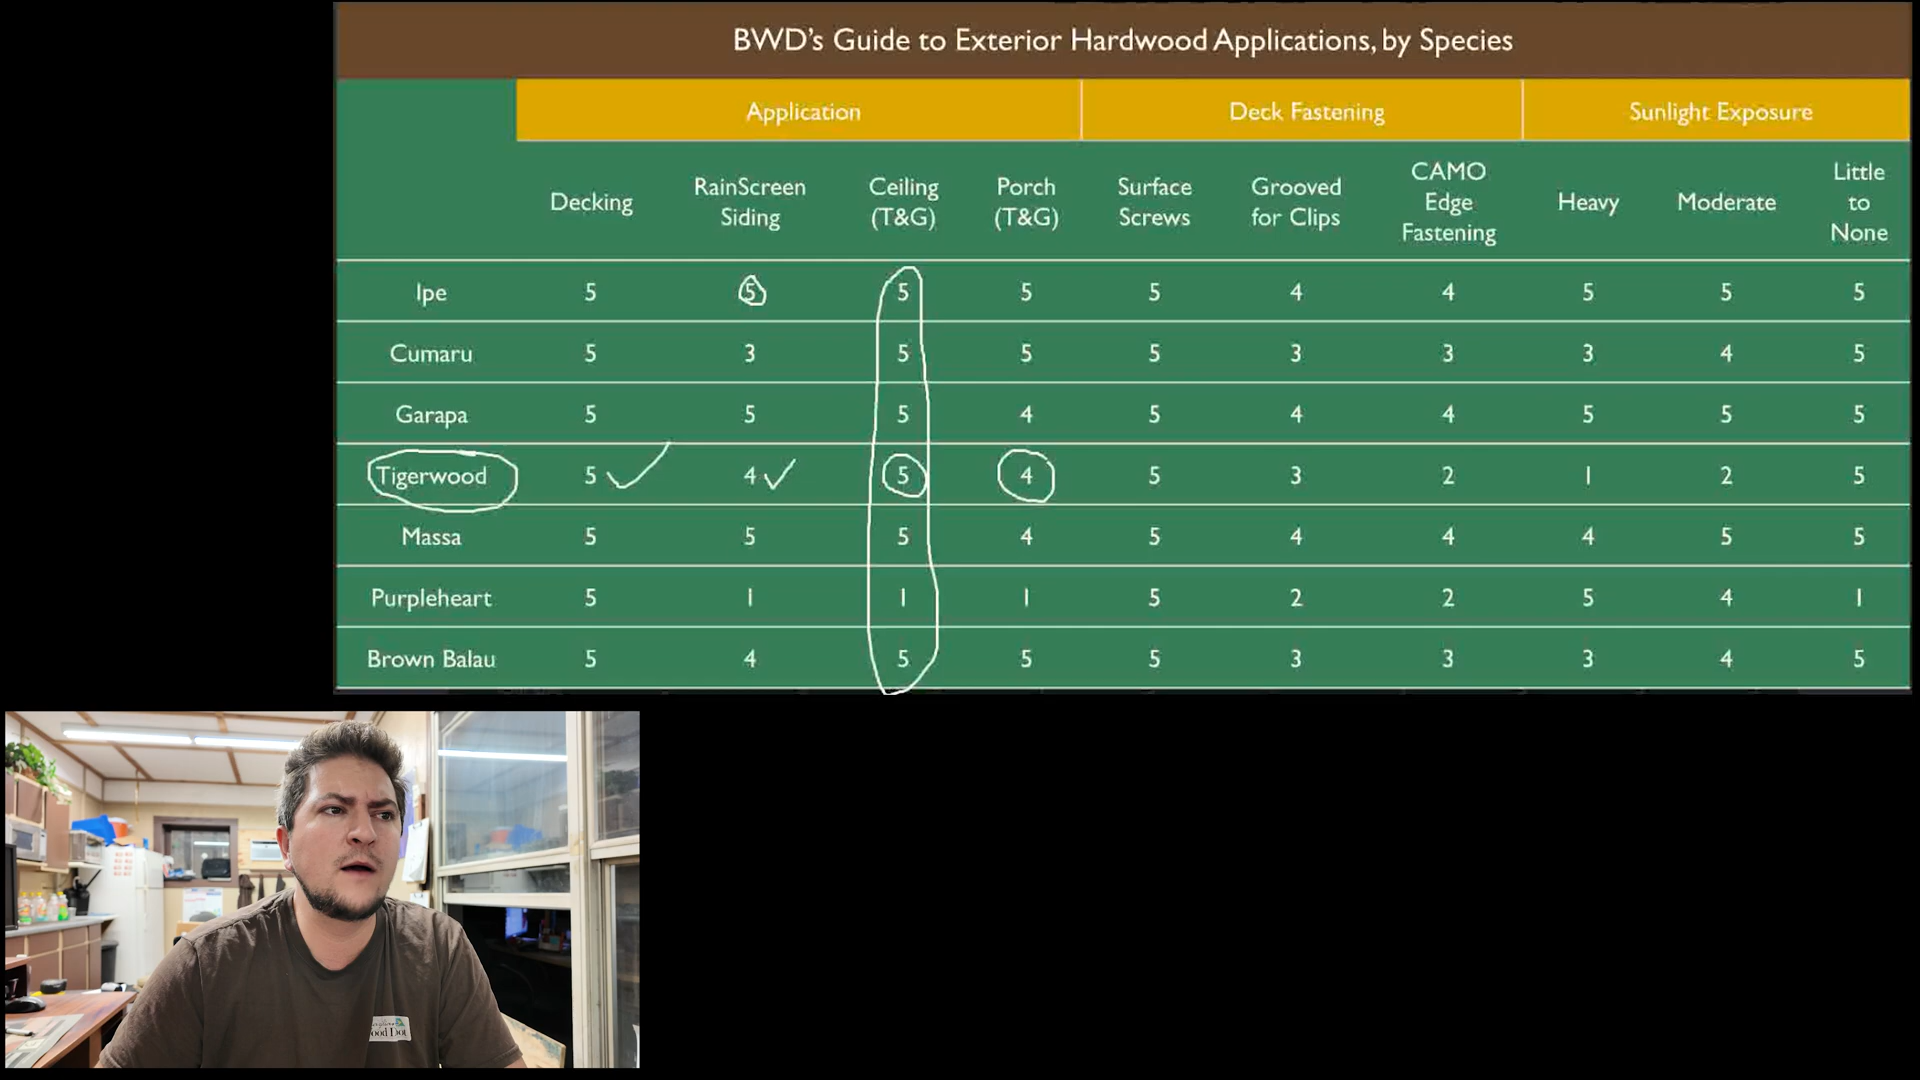 BWD's Guide to Exterior Hardwood Applications, by Species
Application Deck Fastening Sunlight Exposure
Decking RainScreen Siding Ceiling (T&G) Porch (T&G) Surface Screws Grooved for Clips CAMO Edge Fastening Heavy Moderate Little to None
Ipe 5 5 5 5 5 4 4 5 5 5
Cumaru 5 3 5 5 5 3 3 3 4 5
Garapa 5 5 5 4 5 4 4 5 5 5
Tigerwood 5 4 5 4 5 3 2 1 2 5
Massa 5 5 5 4 5 4 4 4 5 5
Purpleheart 5 1 1 1 5 2 2 5 4 1
Brown Balau 5 4 5 5 5 3 3 3 4 5